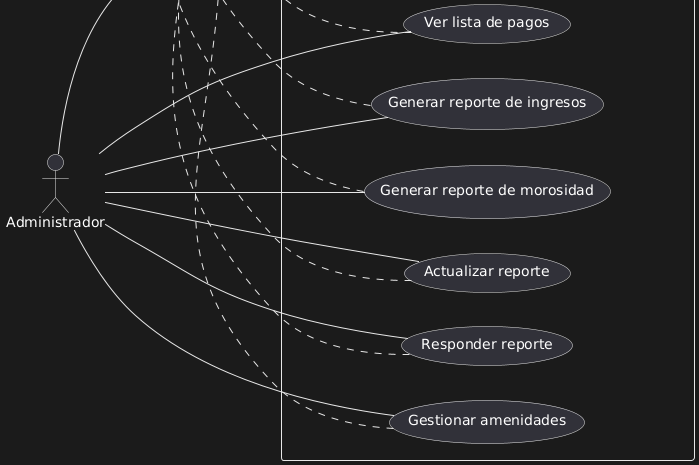 Ver lista de pagos
Generar reporte de ingresos
Generar reporte de morosidad
Administrador
Actualizar reporte
Responder reporte
Gestionar amenidades